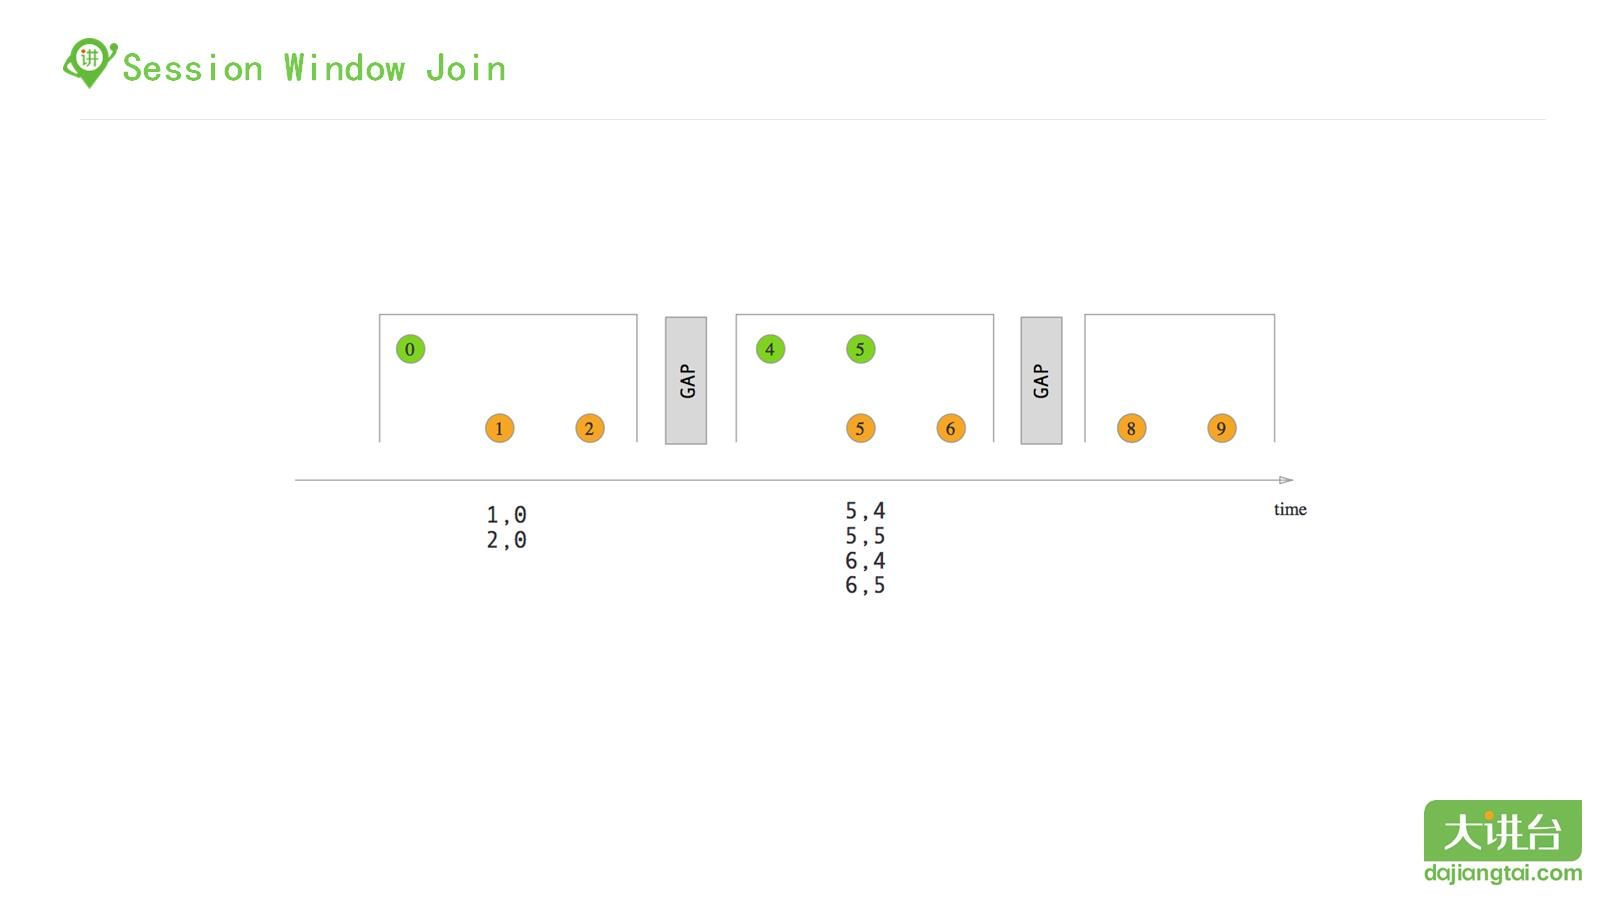 讲
Session Window Join
0
GAP
4 5
GAP
1 2
5 6
8 9
time
1,0
2,0
5,4
5,5
6,4
6,5
大讲台
dajiangtai.com